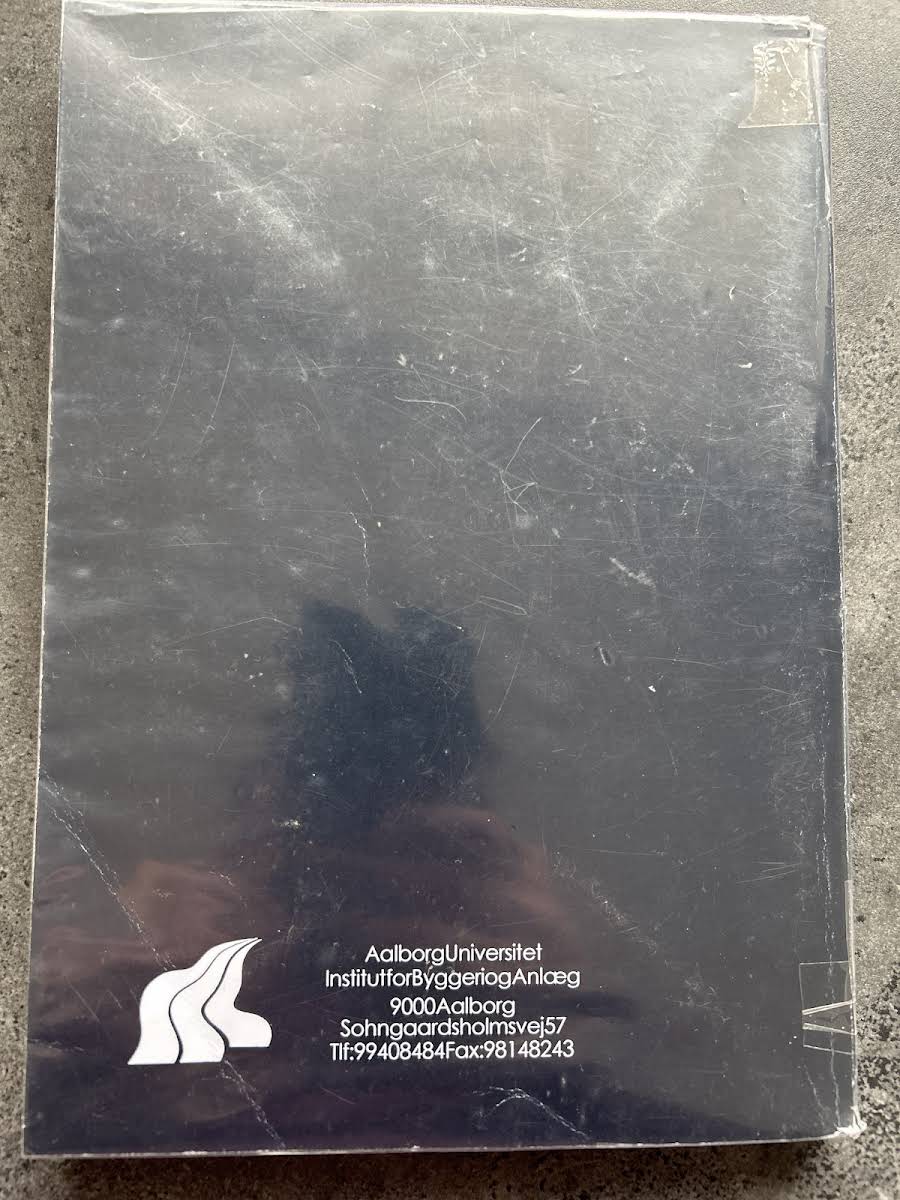 AalborgUniversitet
InstitutforByggeriogAnlæg
9000Aalborg
Sohngaardsholmsvej57
Tlf:99408484Fax:98148243